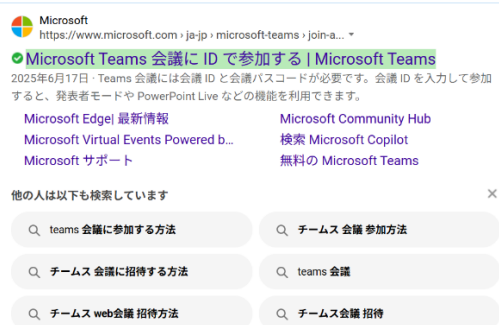 Microsoft
https://www.microsoft.com › ja-jp › microsoft-teams › join-a...
Microsoft Teams 会議に ID で参加する | Microsoft Teams
2025年6月17日 · Teams 会議には会議 ID と会議パスコードが必要です。会議 ID を入力して参加
すると、発表者モードや PowerPoint Live などの機能を利用できます。
Microsoft Edge| 最新情報
Microsoft Community Hub
Microsoft Virtual Events Powered b...
検索 Microsoft Copilot
Microsoft サポート
無料の Microsoft Teams
他の人は以下も検索しています
teams 会議に参加する方法
チームス 会議 参加方法
チームス 会議に招待する方法
teams 会議
チームス web会議 招待方法
チームス会議 招待